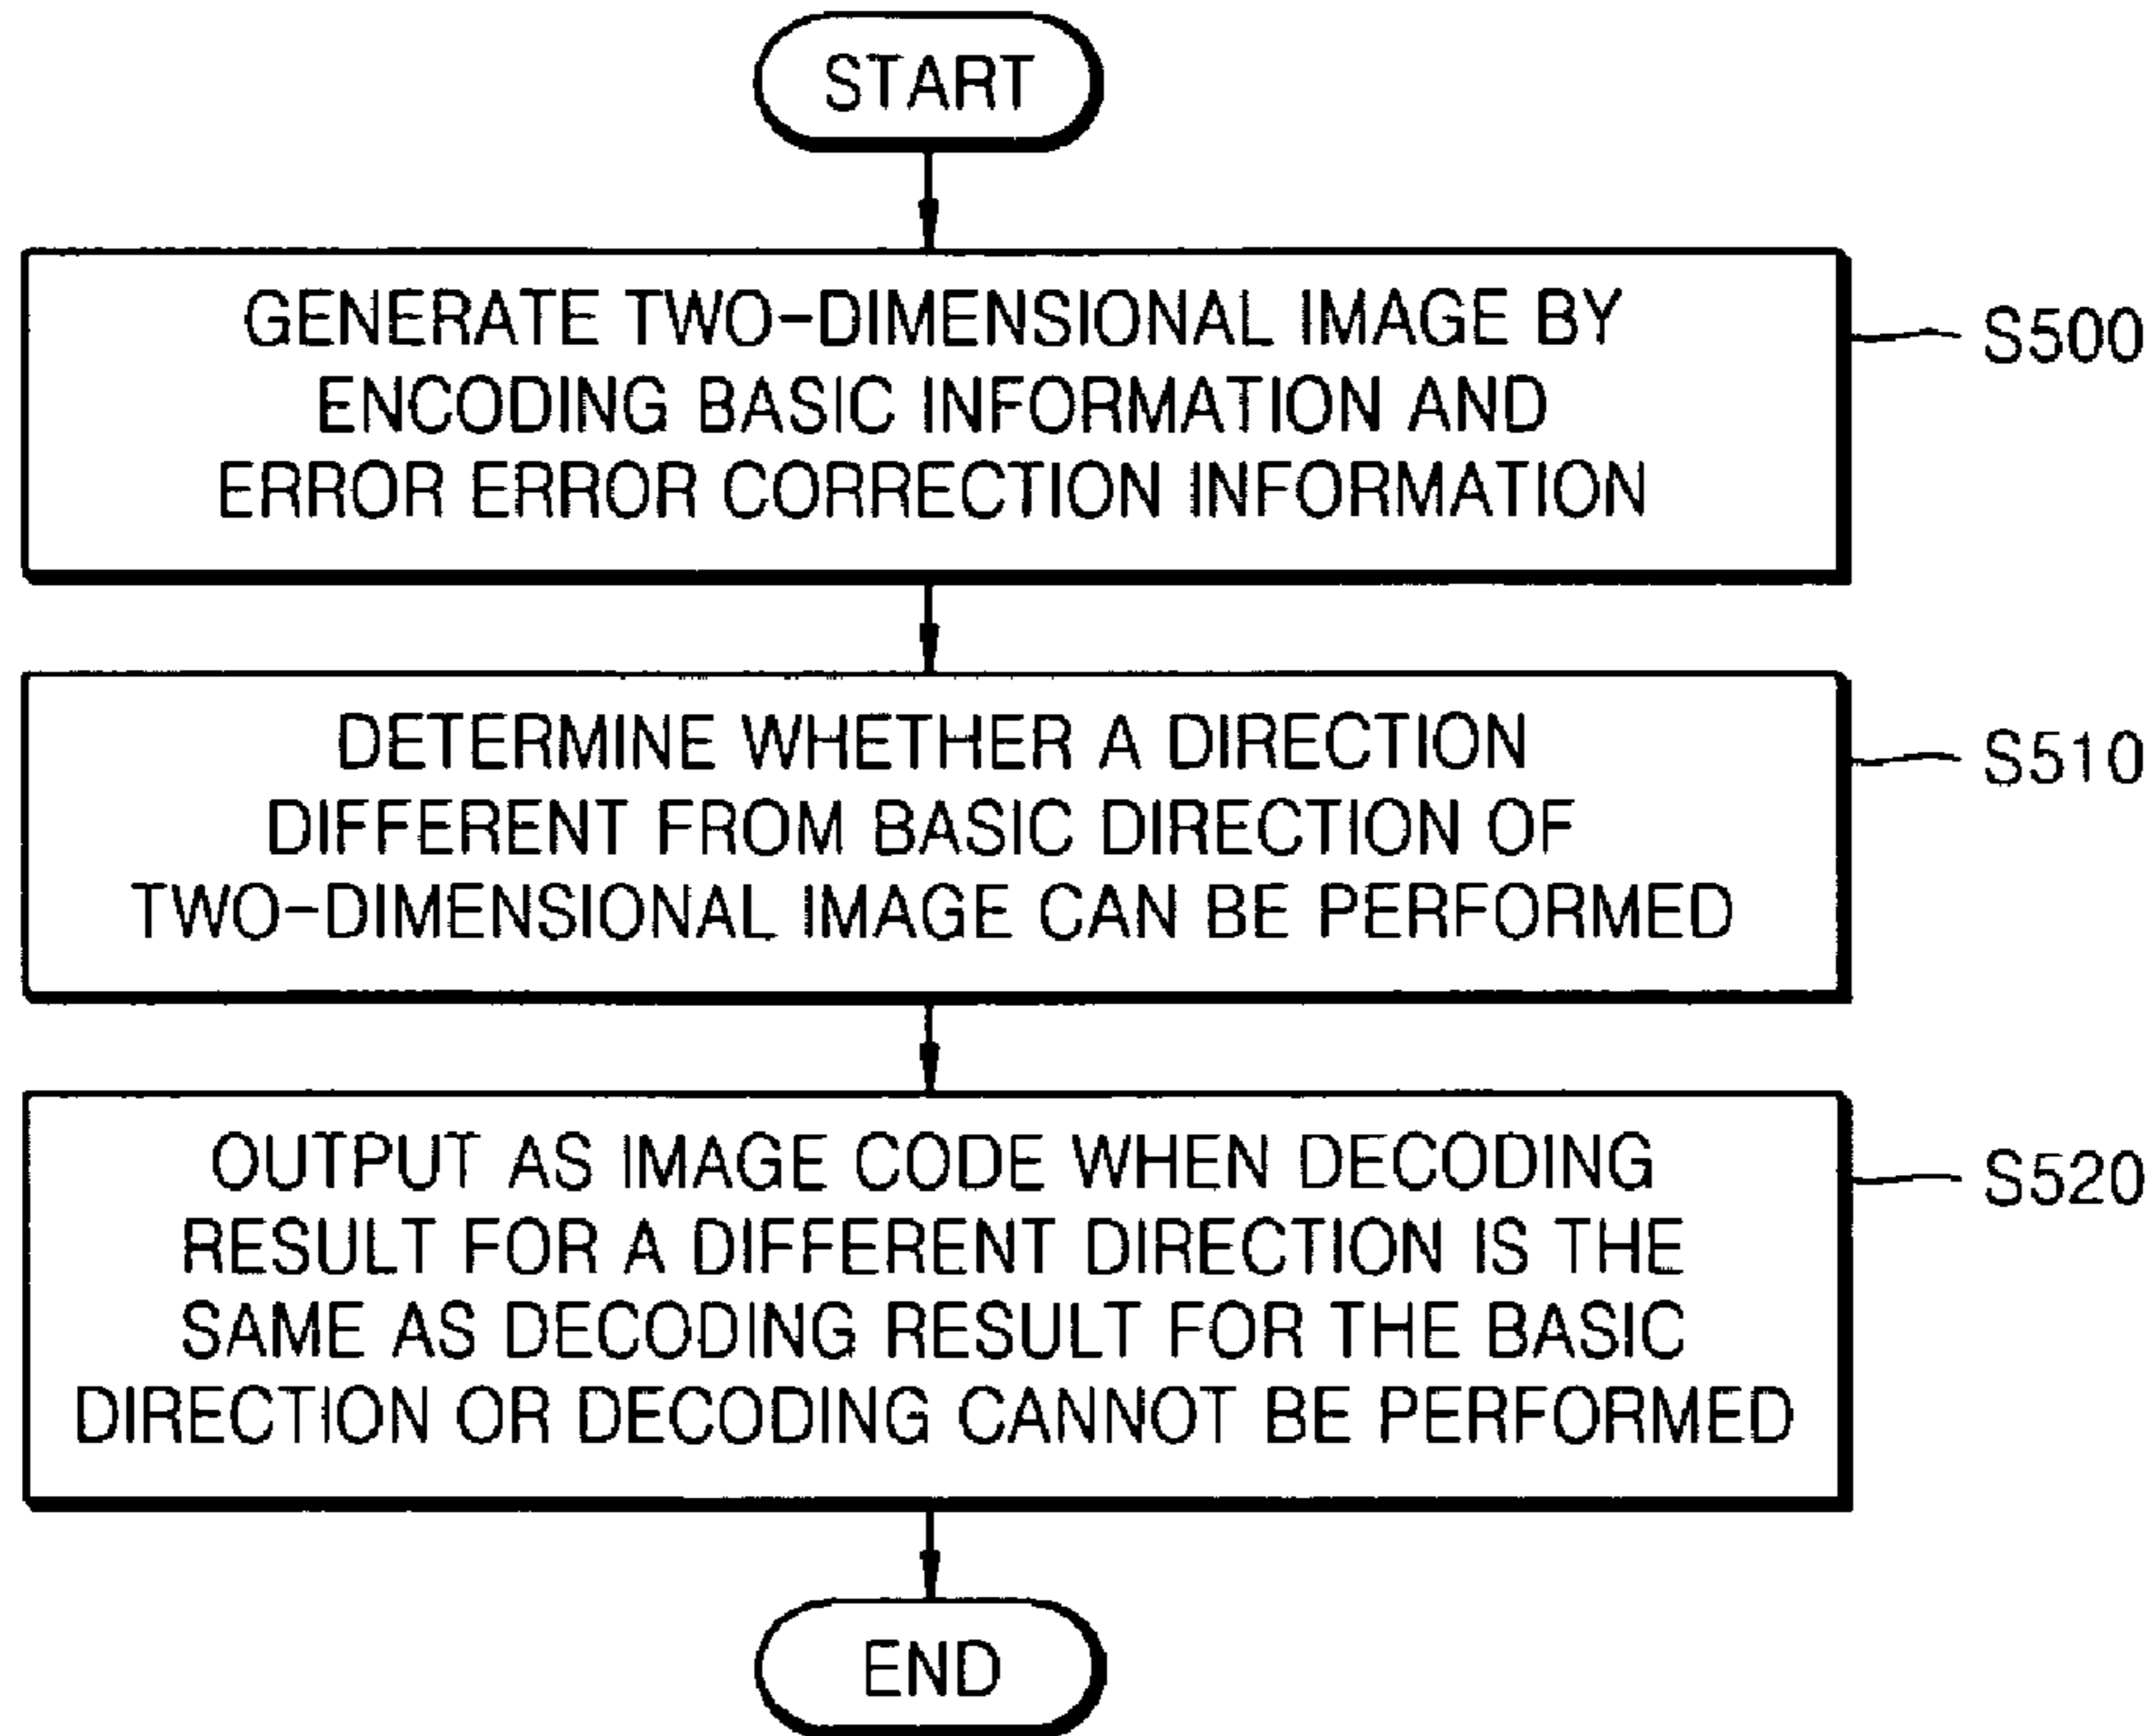 START
GENERATE TWO-DIMENSIONAL IMAGE BY
ENCODING BASIC INFORMATION AND
ERROR ERROR CORRECTION INFORMATION
S500
DETERMINE WHETHER A DIRECTION
DIFFERENT FROM BASIC DIRECTION OF
TWO-DIMENSIONAL IMAGE CAN BE PERFORMED
S510
OUTPUT AS IMAGE CODE WHEN DECODING
RESULT FOR A DIFFERENT DIRECTION IS THE
SAME AS DECODING RESULT FOR THE BASIC
DIRECTION OR DECODING CANNOT BE PERFORMED
S520
END